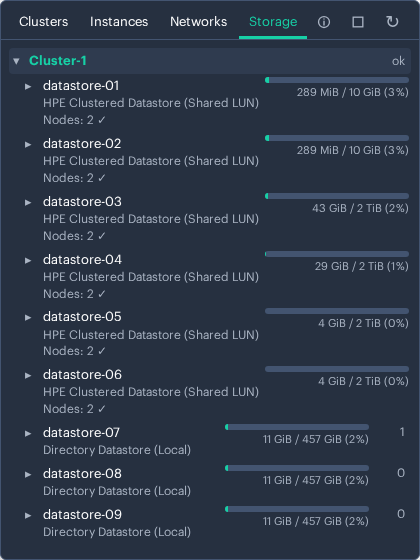 Clusters Instances Networks Storage
Cluster-1 ok
datastore-01
289 MiB / 10 GiB (3%)
HPE Clustered Datastore (Shared LUN)
Nodes: 2 ✓
datastore-02
289 MiB / 10 GiB (3%)
HPE Clustered Datastore (Shared LUN)
Nodes: 2 ✓
datastore-03
43 GiB / 2 TiB (2%)
HPE Clustered Datastore (Shared LUN)
Nodes: 2 ✓
datastore-04
29 GiB / 2 TiB (1%)
HPE Clustered Datastore (Shared LUN)
Nodes: 2 ✓
datastore-05
4 GiB / 2 TiB (0%)
HPE Clustered Datastore (Shared LUN)
Nodes: 2 ✓
datastore-06
4 GiB / 2 TiB (0%)
HPE Clustered Datastore (Shared LUN)
Nodes: 2 ✓
datastore-07 1
11 GiB / 457 GiB (2%)
Directory Datastore (Local)
datastore-08 0
11 GiB / 457 GiB (2%)
Directory Datastore (Local)
datastore-09 0
11 GiB / 457 GiB (2%)
Directory Datastore (Local)